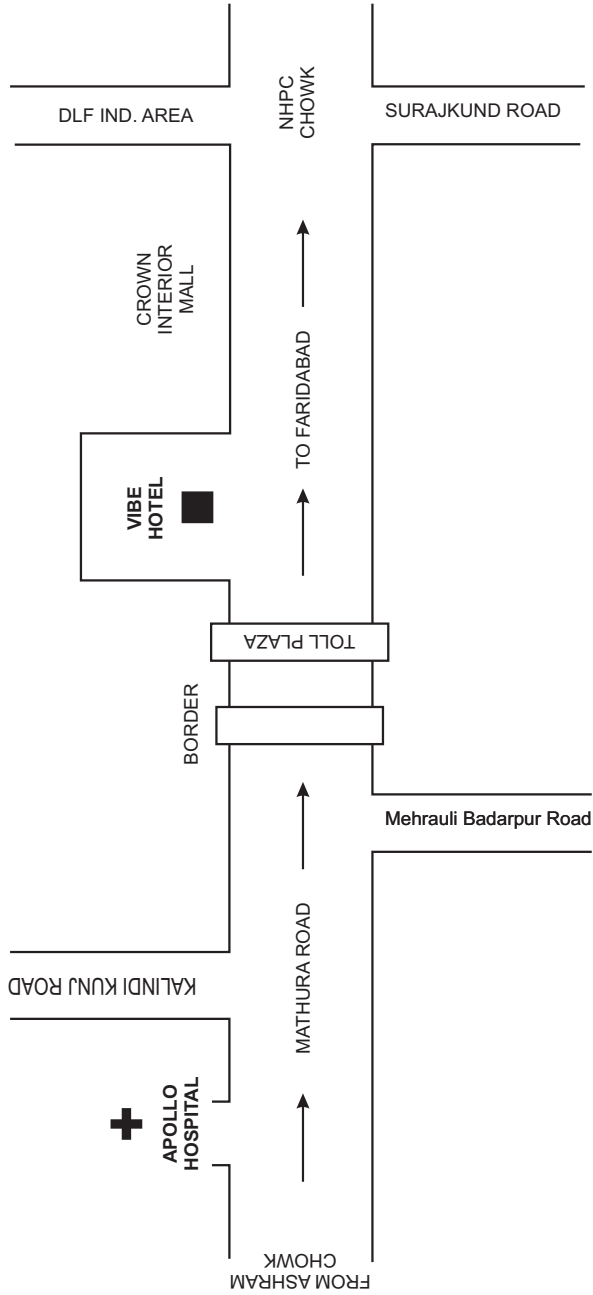 DLF IND. AREA
NHPC
CHOWK
SURAJKUND ROAD
CROWN
INTERIOR
MALL
TO FARIDABAD
VIBE
HOTEL
TOLL PLAZA
BORDER
Mehrauli Badarpur Road
MATHURA ROAD
KALINDI KUNJ ROAD
APOLLO
HOSPITAL
FROM ASHRAM
CHOWK